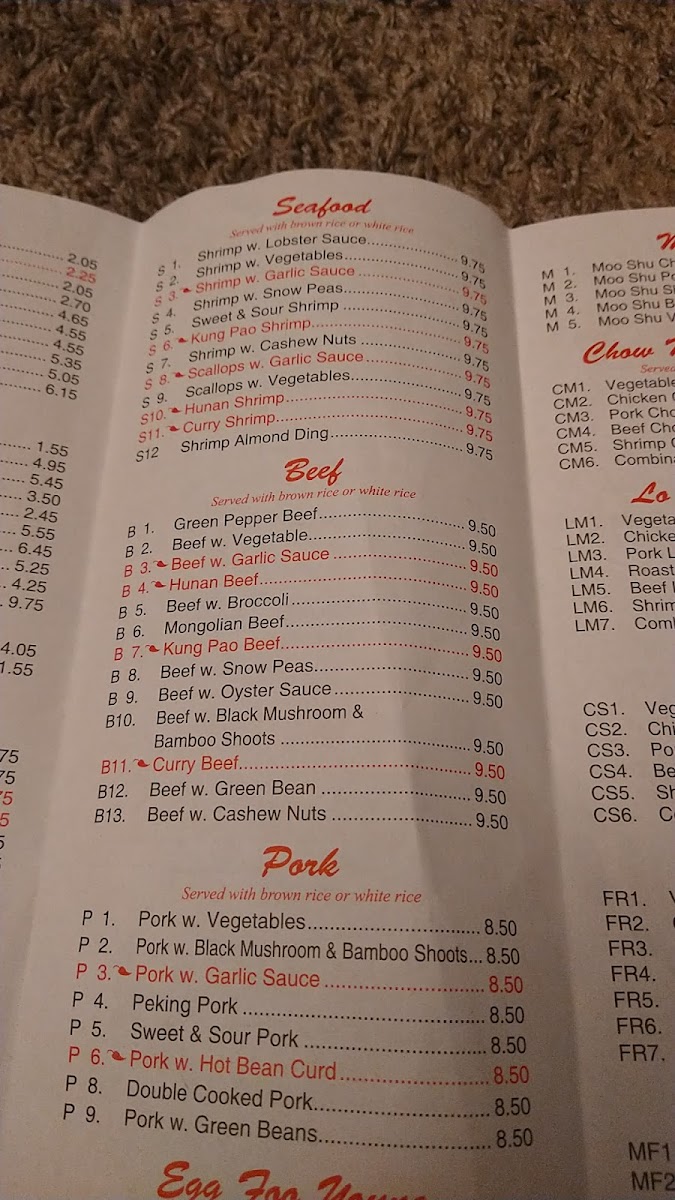 2.05
2.25
2.05
2.70
4.65
4.55
4.55
5.35
5.05
6.15
1.55
4.95
5.45
3.50
2.45
5.55
6.45
5.25
4.25
9.75
4.05
1.55
Seafood
Served with brown rice or white rice
S 1. Shrimp w. Lobster Sauce 9.75
S 2. Shrimp w. Vegetables 9.75
S 3. Shrimp w. Garlic Sauce 9.75
S 4. Shrimp w. Snow Peas 9.75
S 5. Sweet & Sour Shrimp 9.75
S 6. Kung Pao Shrimp 9.75
S 7. Shrimp w. Cashew Nuts 9.75
S 8. Scallops w. Garlic Sauce 9.75
S 9. Scallops w. Vegetables 9.75
S10. Hunan Shrimp 9.75
S11. Curry Shrimp 9.75
S12 Shrimp Almond Ding 9.75
Beef
Served with brown rice or white rice
B 1. Green Pepper Beef 9.50
B 2. Beef w. Vegetable 9.50
B 3. Beef w. Garlic Sauce 9.50
B 4. Hunan Beef 9.50
B 5. Beef w. Broccoli 9.50
B 6. Mongolian Beef 9.50
B 7. Kung Pao Beef 9.50
B 8. Beef w. Snow Peas 9.50
B 9. Beef w. Oyster Sauce 9.50
B10. Beef w. Black Mushroom &
Bamboo Shoots 9.50
B11. Curry Beef 9.50
B12. Beef w. Green Bean 9.50
B13. Beef w. Cashew Nuts 9.50
Pork
Served with brown rice or white rice
P 1. Pork w. Vegetables 8.50
P 2. Pork w. Black Mushroom & Bamboo Shoots 8.50
P 3. Pork w. Garlic Sauce 8.50
P 4. Peking Pork 8.50
P 5. Sweet & Sour Pork 8.50
P 6. Pork w. Hot Bean Curd 8.50
P 8. Double Cooked Pork 8.50
P 9. Pork w. Green Beans 8.50
Egg Foo Young
M 1. Moo Shu
M 2. Moo Shu
M 3. Moo Shu
M 4. Moo Shu
M 5. Moo Shu
Chow
CM1. Vegetable
CM2. Chicken
CM3. Pork
CM4. Beef
CM5. Shrimp
CM6.
Lo
LM1.
LM2.
LM3. Pork
LM4. Roast
LM5. Beef
LM6.
LM7.
CS1.
CS2.
CS3.
CS4.
CS5.
CS6.
FR1.
FR2.
FR3.
FR4.
FR5.
FR6.
FR7.
MF1
MF2